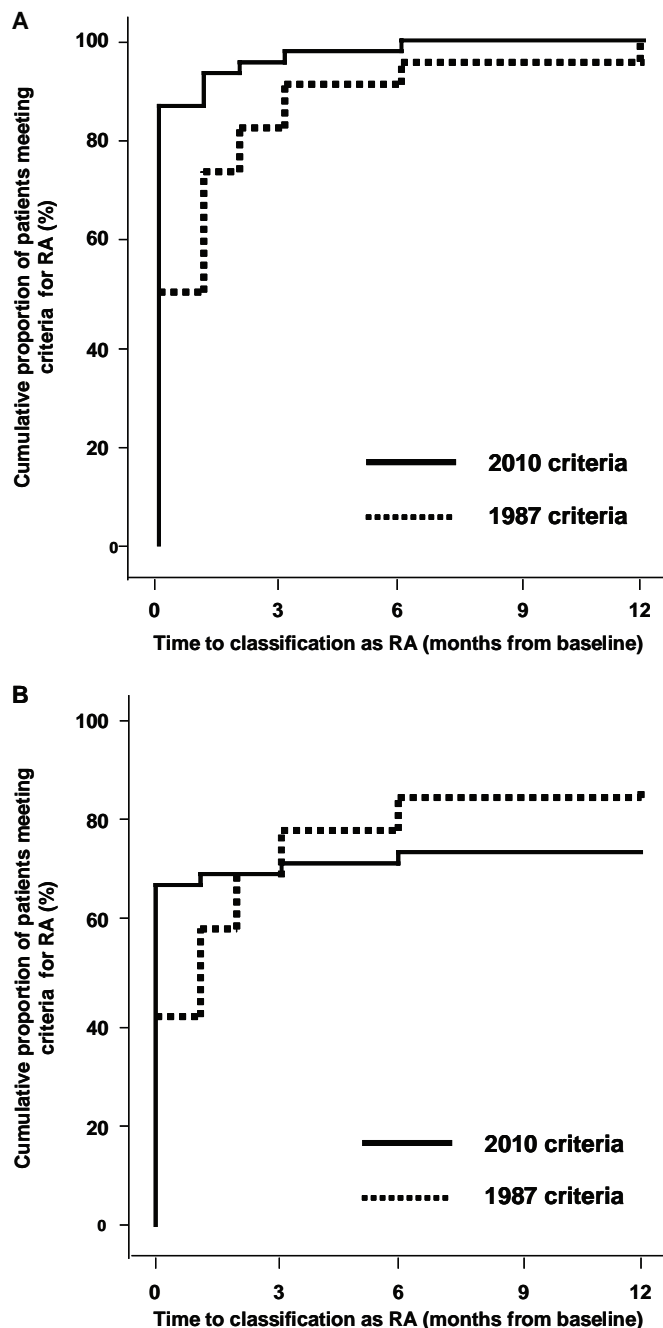 A
Cumulative proportion of patients meeting
criteria for RA (%)
100
80
60
40
20
0
2010 criteria
1987 criteria
0 3 6 9 12
Time to classification as RA (months from baseline)
B
Cumulative proportion of patients meeting
criteria for RA (%)
100
80
60
40
20
0
2010 criteria
1987 criteria
0 3 6 9 12
Time to classification as RA (months from baseline)